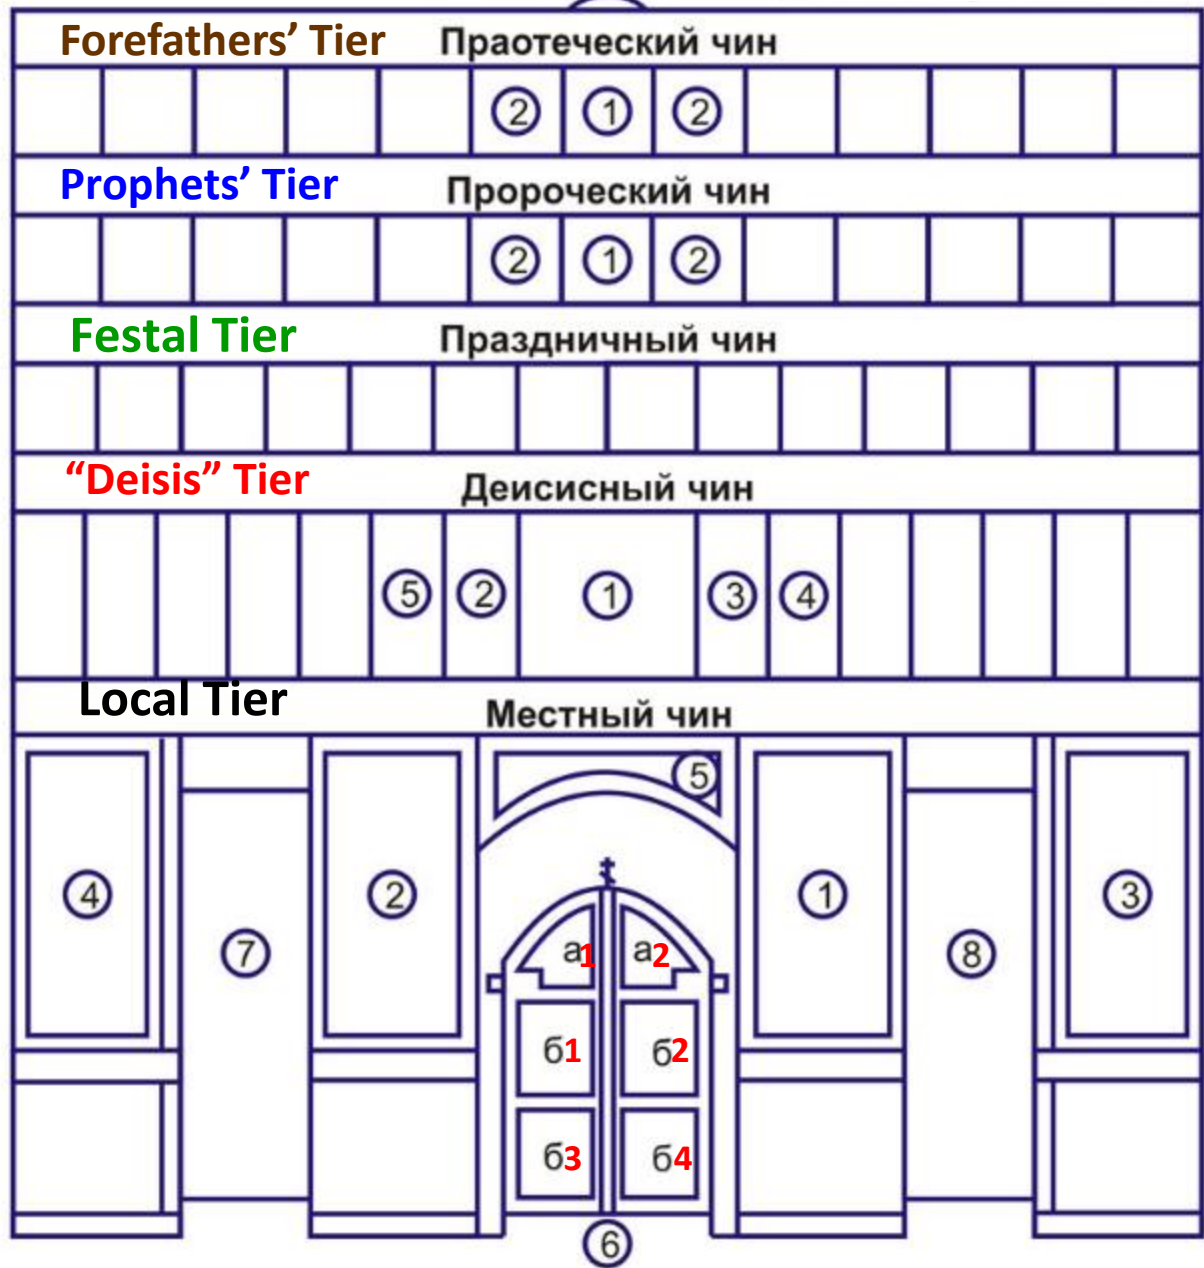 Forefathers’ Tier Праотеческий чин
2 1 2
Prophets’ Tier Пророческий чин
2 1 2
Festal Tier Праздничный чин
“Deisis” Tier Деисисный чин
5 2 1 3 4
Local Tier Местный чин
5
4 2 1 3
7 а1 а2 8
б1 б2
б3 б4
6